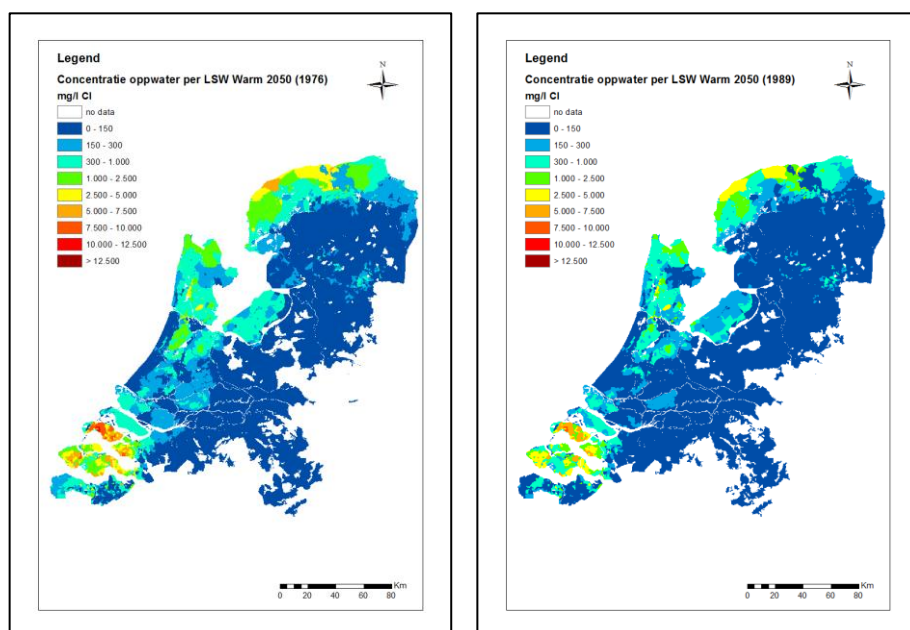 Legend
Concentratie oppwater per LSW Warm 2050 (1976)
mg/l Cl
no data
0 - 150
150 - 300
300 - 1.000
1.000 - 2.500
2.500 - 5.000
5.000 - 7.500
7.500 - 10.000
10.000 - 12.500
> 12.500
N
Km
0 20 40 60 80
Legend
Concentratie oppwater per LSW Warm 2050 (1989)
mg/l Cl
no data
0 - 150
150 - 300
300 - 1.000
1.000 - 2.500
2.500 - 5.000
5.000 - 7.500
7.500 - 10.000
10.000 - 12.500
> 12.500
N
Km
0 20 40 60 80